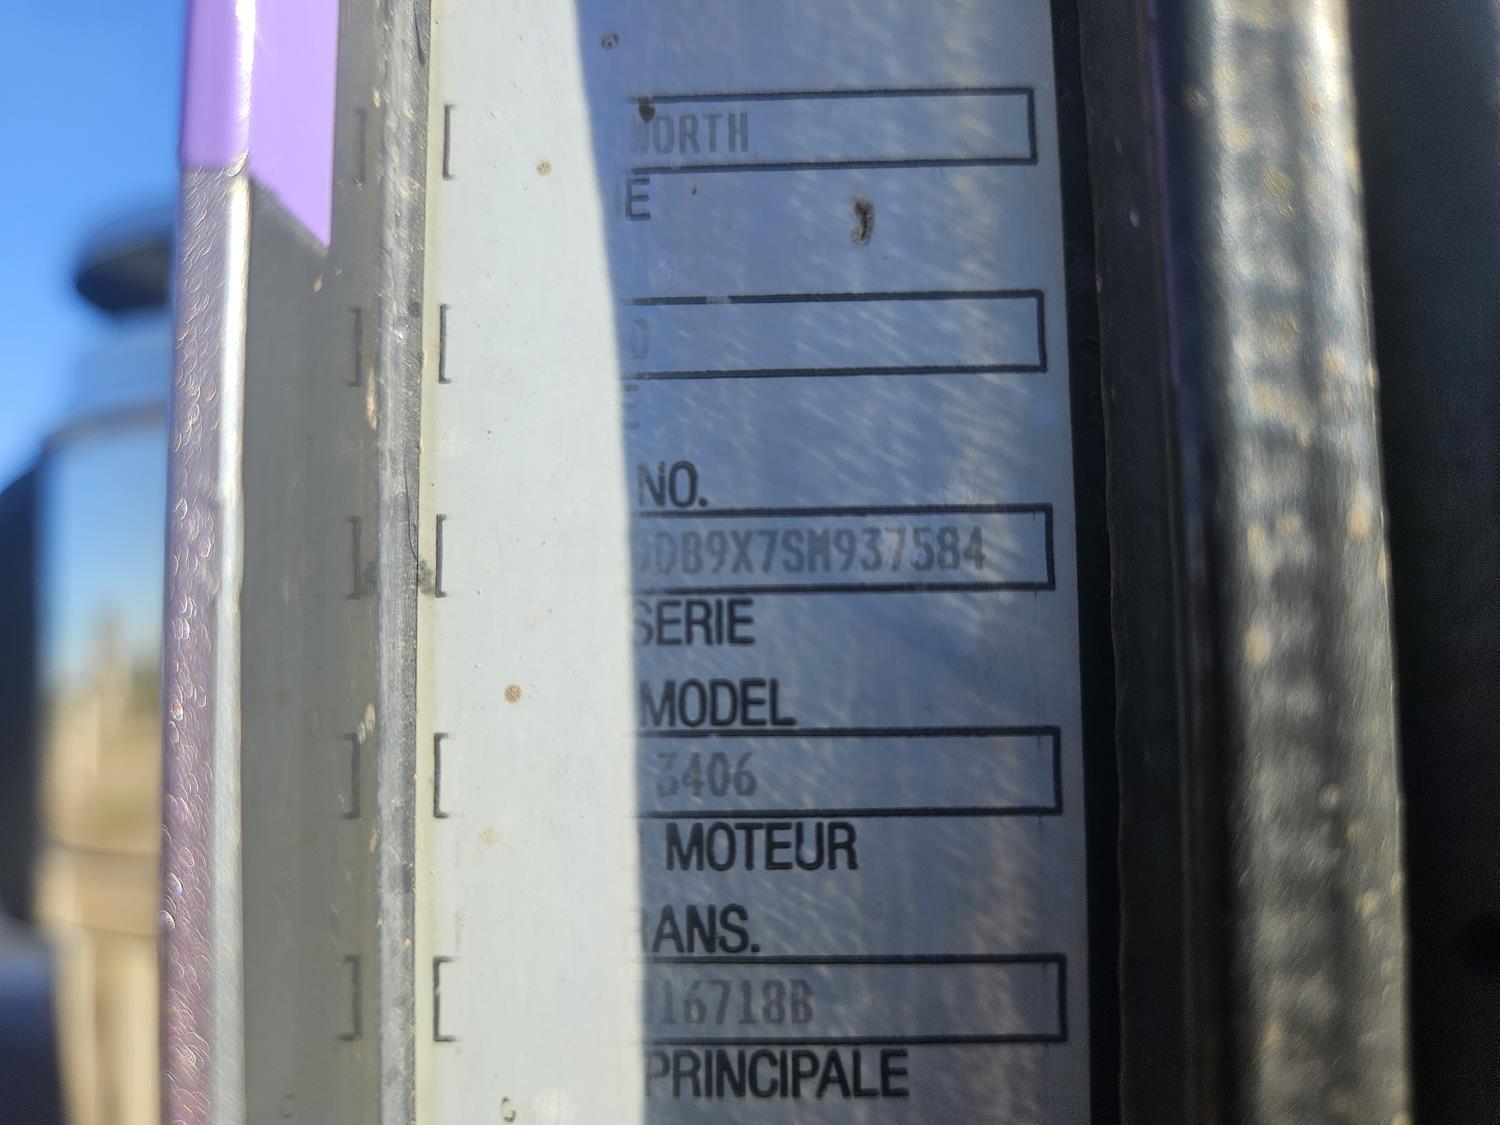 WORTH
E
0
E
NO.
DB9X7SM937584
SERIE
MODEL
3406
MOTEUR
RANS.
16718B
PRINCIPALE